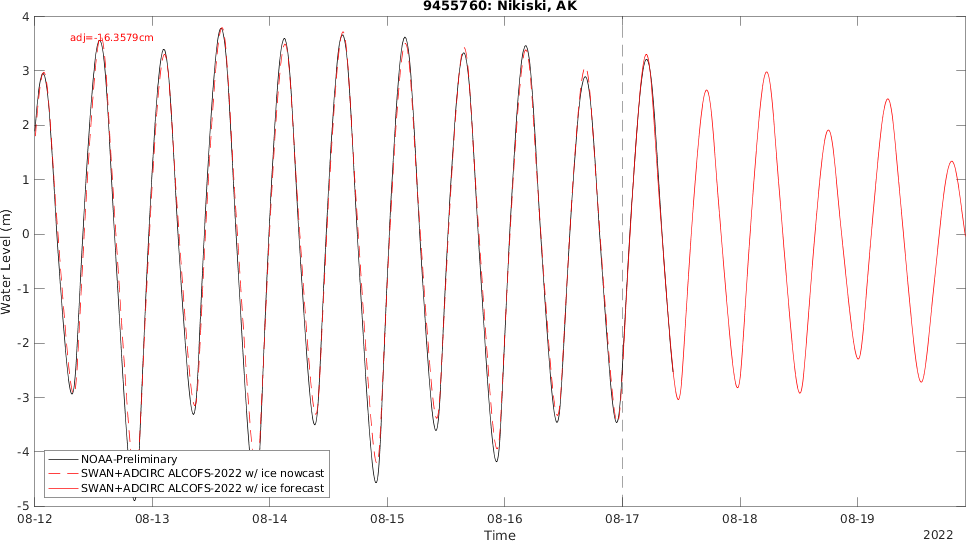 9455760: Nikiski, AK
adj=-16.3579cm
4
3
2
1
0
-1
-2
-3
-4
-5
Water Level (m)
NOAA-Preliminary
SWAN+ADCIRC ALCOFS-2022 w/ ice nowcast
SWAN+ADCIRC ALCOFS-2022 w/ ice forecast
08-12 08-13 08-14 08-15 08-16 08-17 08-18 08-19
Time
2022